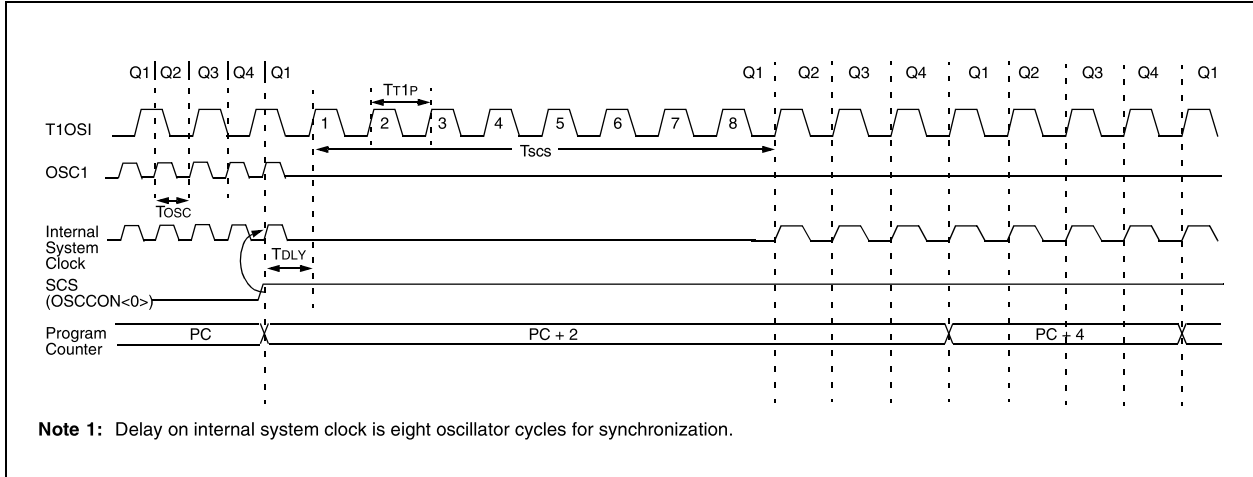 Q1 Q2 Q3 Q4 Q1 Q1 Q2 Q3 Q4 Q1 Q2 Q3 Q4 Q1
TT1P
T1OSI 1 2 3 4 5 6 7 8
TSCS
OSC1
TOSC
Internal
System
Clock
TDLY
SCS
(OSCCON<0>)
Program
Counter
PC PC + 2 PC + 4
Note 1: Delay on internal system clock is eight oscillator cycles for synchronization.